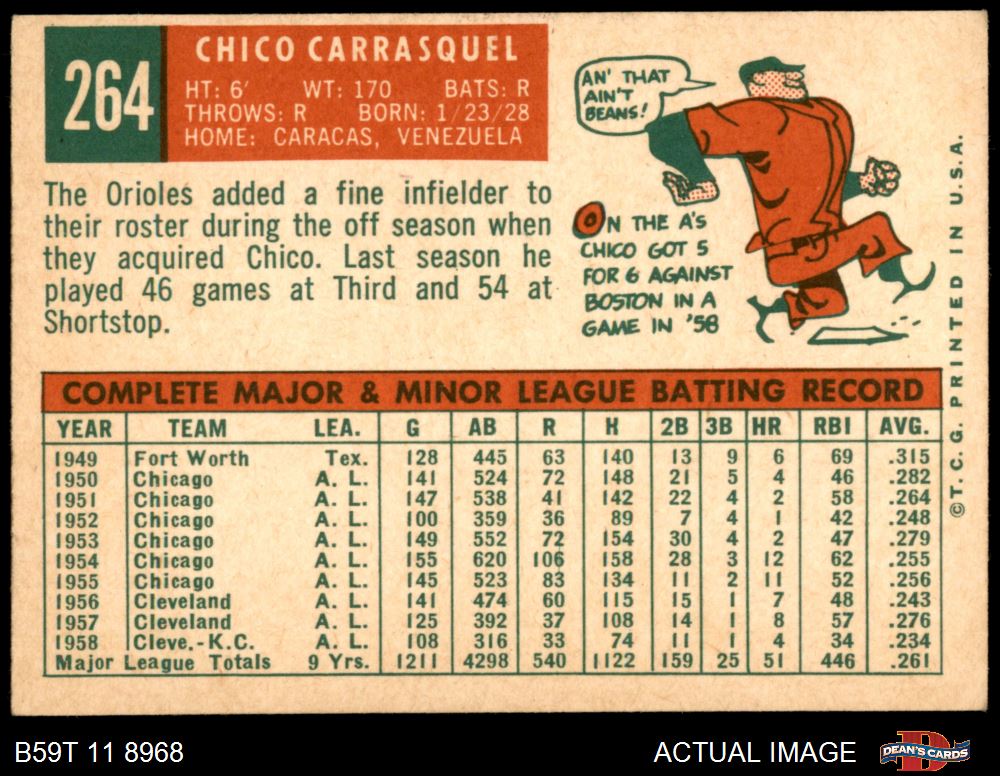 264
CHICO CARRASQUEL
HT: 6' WT: 170 BATS: R
THROWS: R BORN: 1/23/28
HOME: CARACAS, VENEZUELA
The Orioles added a fine infielder to
their roster during the off season when
they acquired Chico. Last season he
played 46 games at Third and 54 at
Shortstop.
AN' THAT
AIN'T
BEANS!
ON THE A'S
CHICO GOT 5
FOR 6 AGAINST
BOSTON IN A
GAME IN '58
COMPLETE MAJOR & MINOR LEAGUE BATTING RECORD
YEAR TEAM LEA. G AB R H 2B 3B HR RBI AVG.
1949 Fort Worth Tex. 128 445 63 140 13 9 6 69 .315
1950 Chicago A. L. 141 524 72 148 21 5 4 46 .282
1951 Chicago A. L. 147 538 41 142 22 4 2 58 .264
1952 Chicago A. L. 100 359 36 89 7 4 1 42 .248
1953 Chicago A. L. 149 552 72 154 30 4 2 47 .279
1954 Chicago A. L. 155 620 106 158 28 3 12 62 .255
1955 Chicago A. L. 145 523 83 134 11 2 11 52 .256
1956 Cleveland A. L. 141 474 60 115 15 1 7 48 .243
1957 Cleveland A. L. 125 392 37 108 14 1 8 57 .276
1958 Cleve.-K.C. A. L. 108 316 33 74 11 1 4 34 .234
Major League Totals 9 Yrs. 1211 4298 540 1122 159 25 51 446 .261
© T. C. G. PRINTED IN U.S.A.
B59T 11 8968
ACTUAL IMAGE
D
DEAN'S CARDS